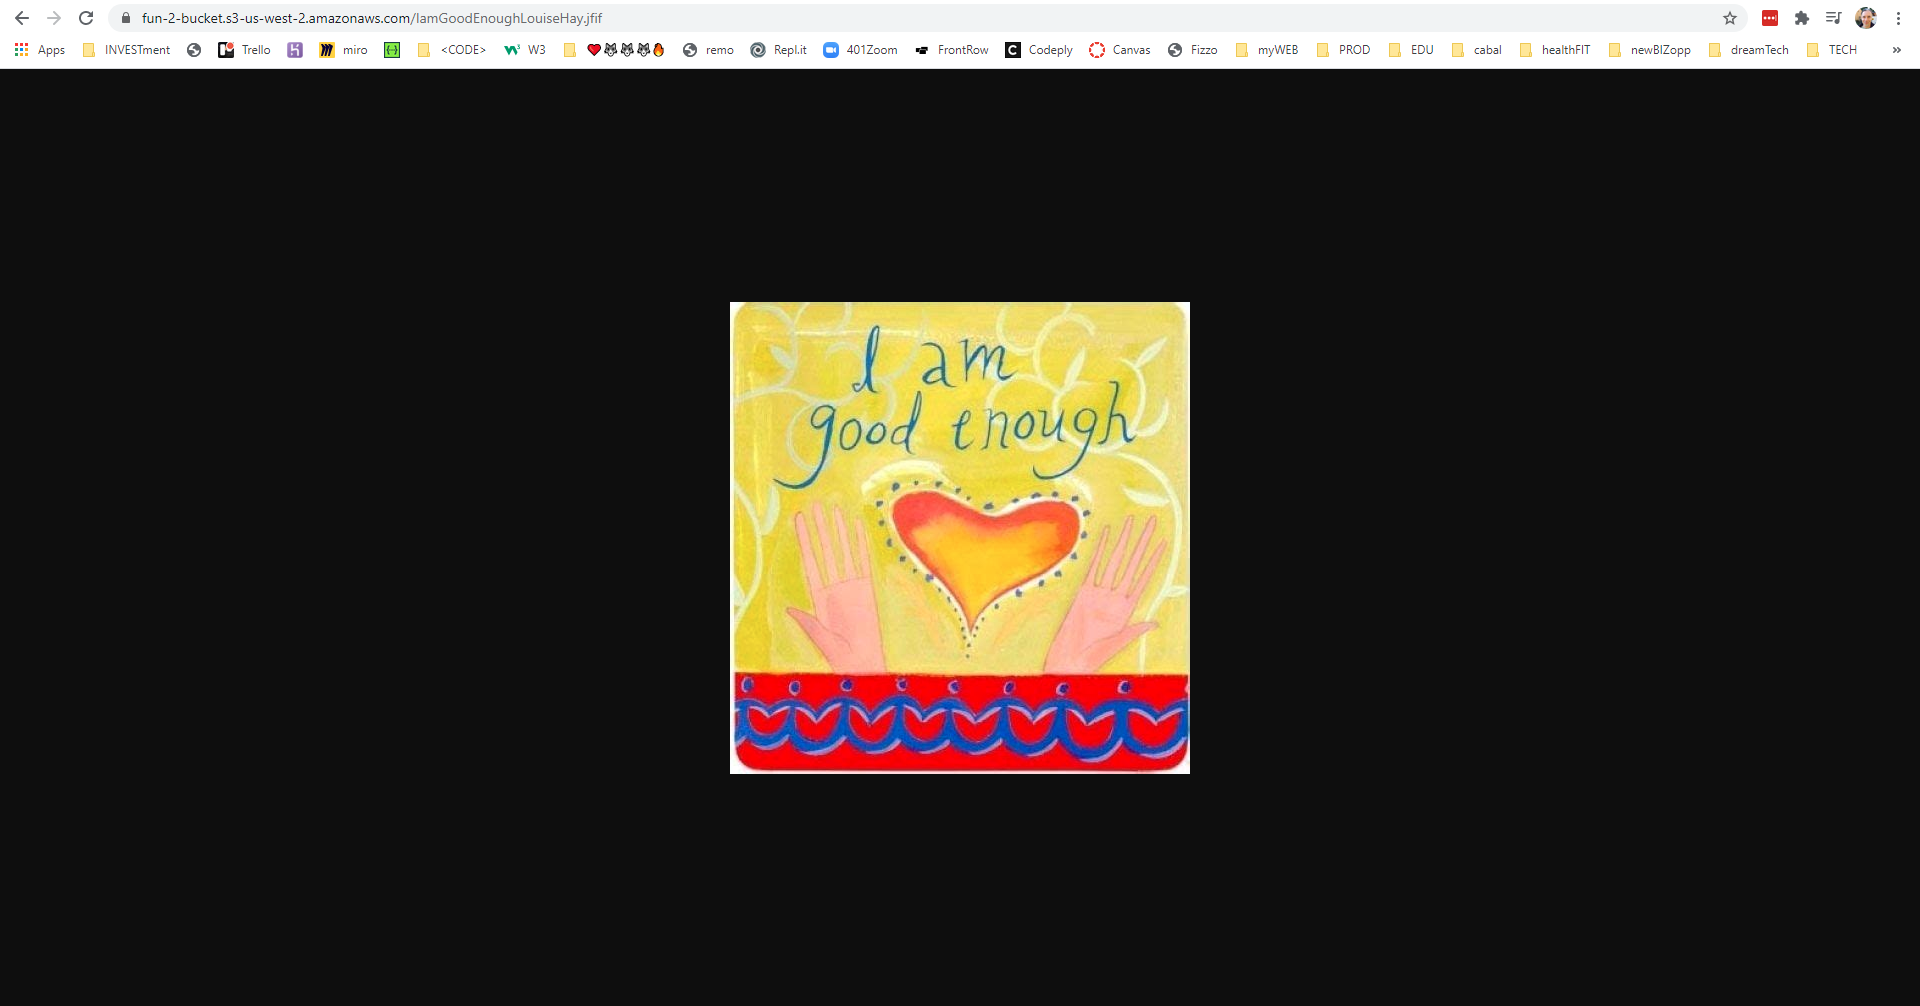 fun-2-bucket.s3-us-west-2.amazonaws.com/IamGoodEnoughLouiseHay.jfif
Apps INVESTment Trello miro <CODE> W3 remo Repl.it 401Zoom FrontRow C Codeply Canvas Fizzo myWEB PROD EDU cabal healthFIT newBIZopp dreamTech TECH »
I am
good enough